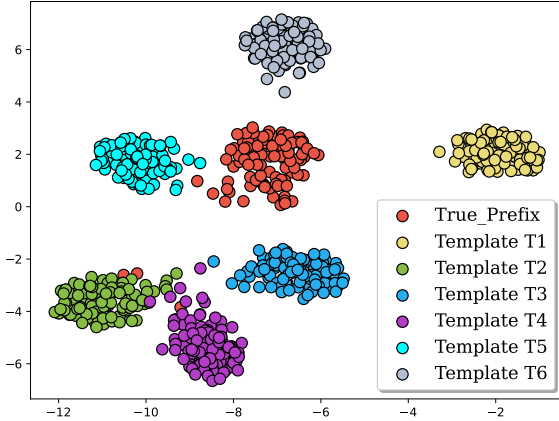 6
4
2
0
−2
−4
−6
−12
−10
−8
−6
−4
−2
True_Prefix
Template T1
Template T2
Template T3
Template T4
Template T5
Template T6